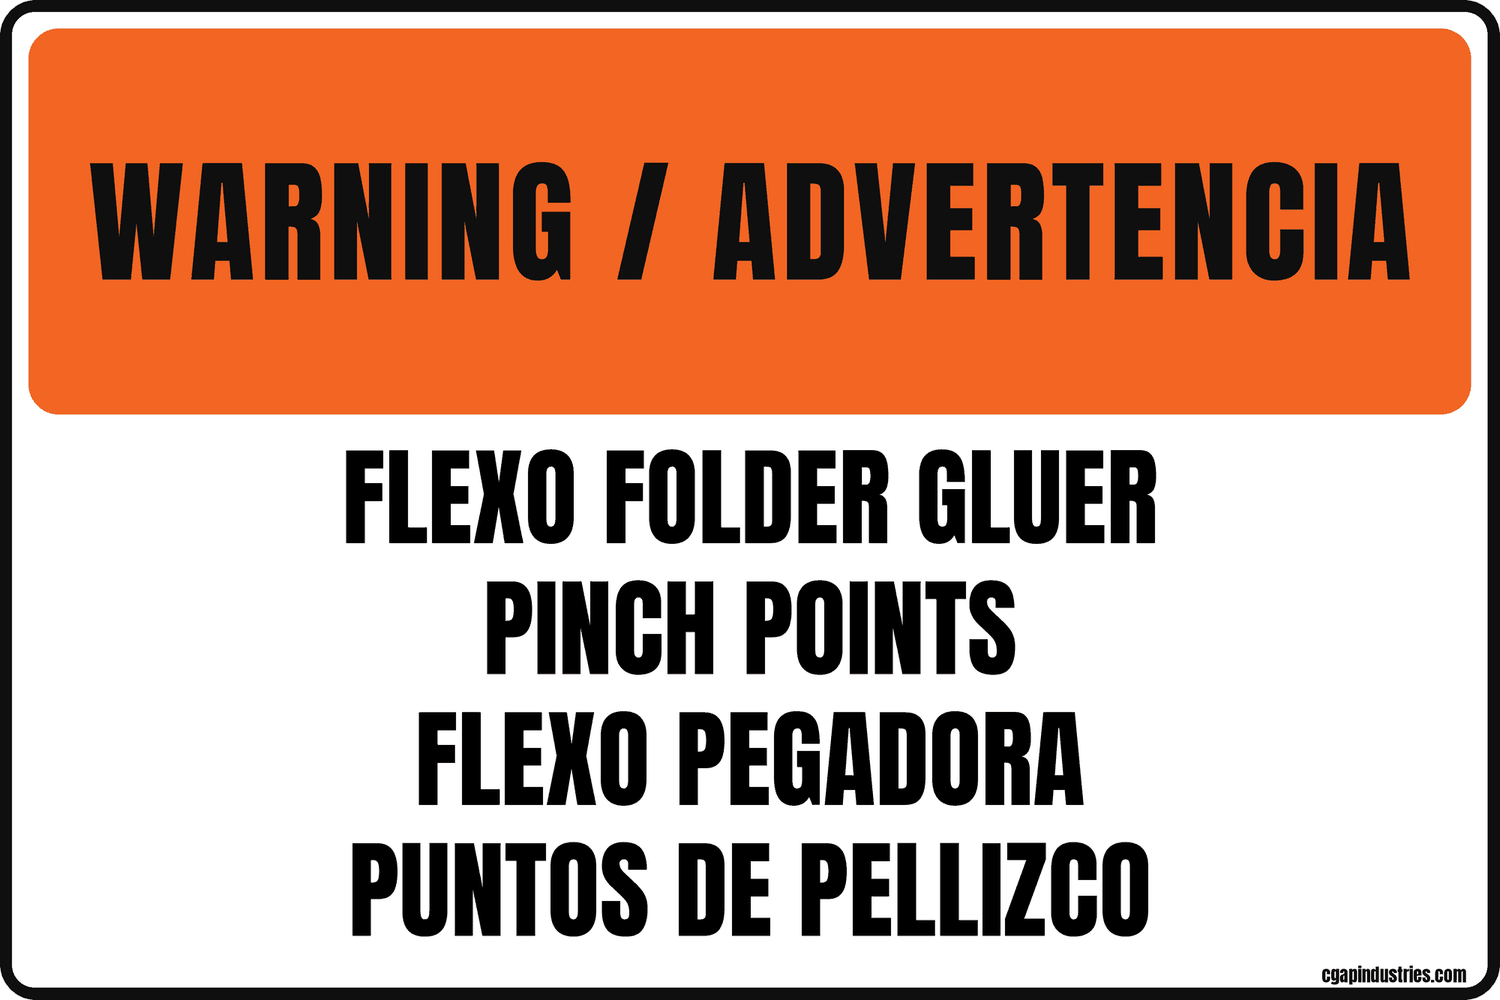 WARNING / ADVERTENCIA
FLEXO FOLDER GLUER
PINCH POINTS
FLEXO PEGADORA
PUNTOS DE PELLIZCO
cgapindustries.com